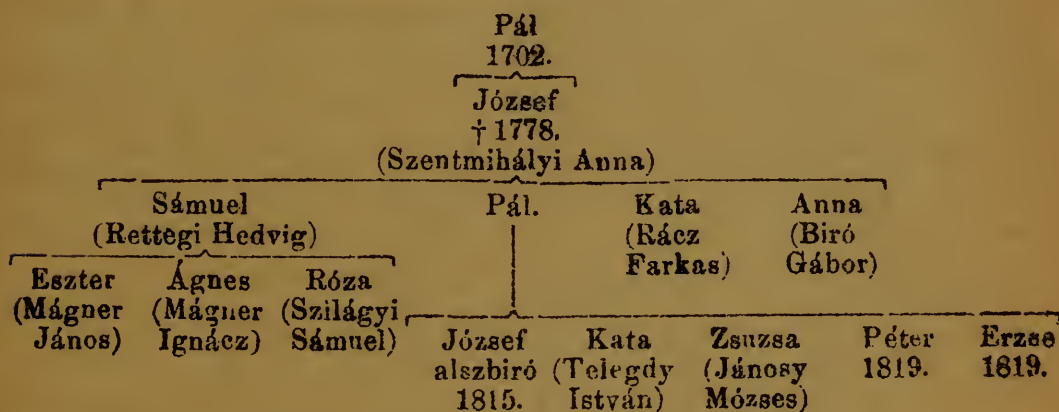 Pál
1702.
József
† 1778.
(Szentmihályi Anna)
Sámuel Pál. Kata Anna
(Rettegi Hedvig) (Rácz (Biró
Farkas) Gábor)
Eszter Ágnes Róza
(Mágner (Mágner (Szilágyi
János) Ignácz) Sámuel)
József Kata Zsuzsa Péter Erzse
alszbiró (Telegdy (Jánosy 1819. 1819.
1815. István) Mózses)